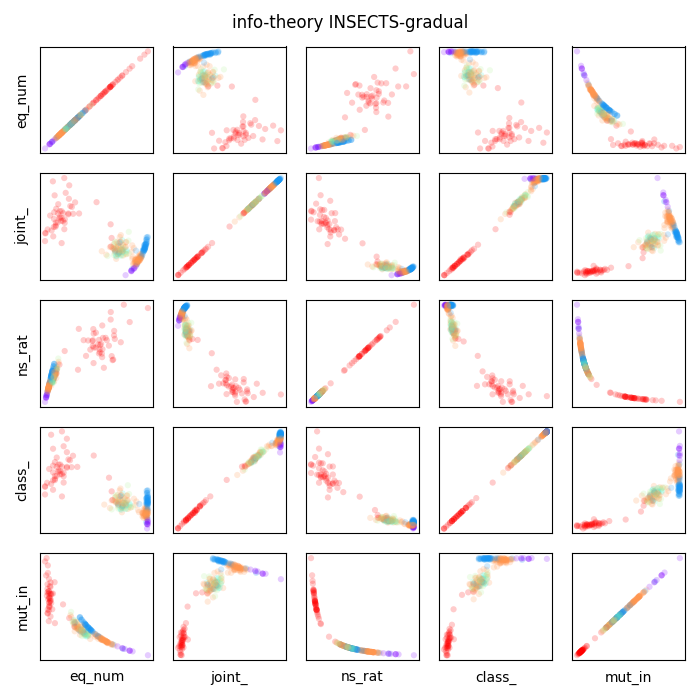 info-theory INSECTS-gradual
eq_num
joint_
ns_rat
class_
mut_in
eq_num joint_ ns_rat class_ mut_in